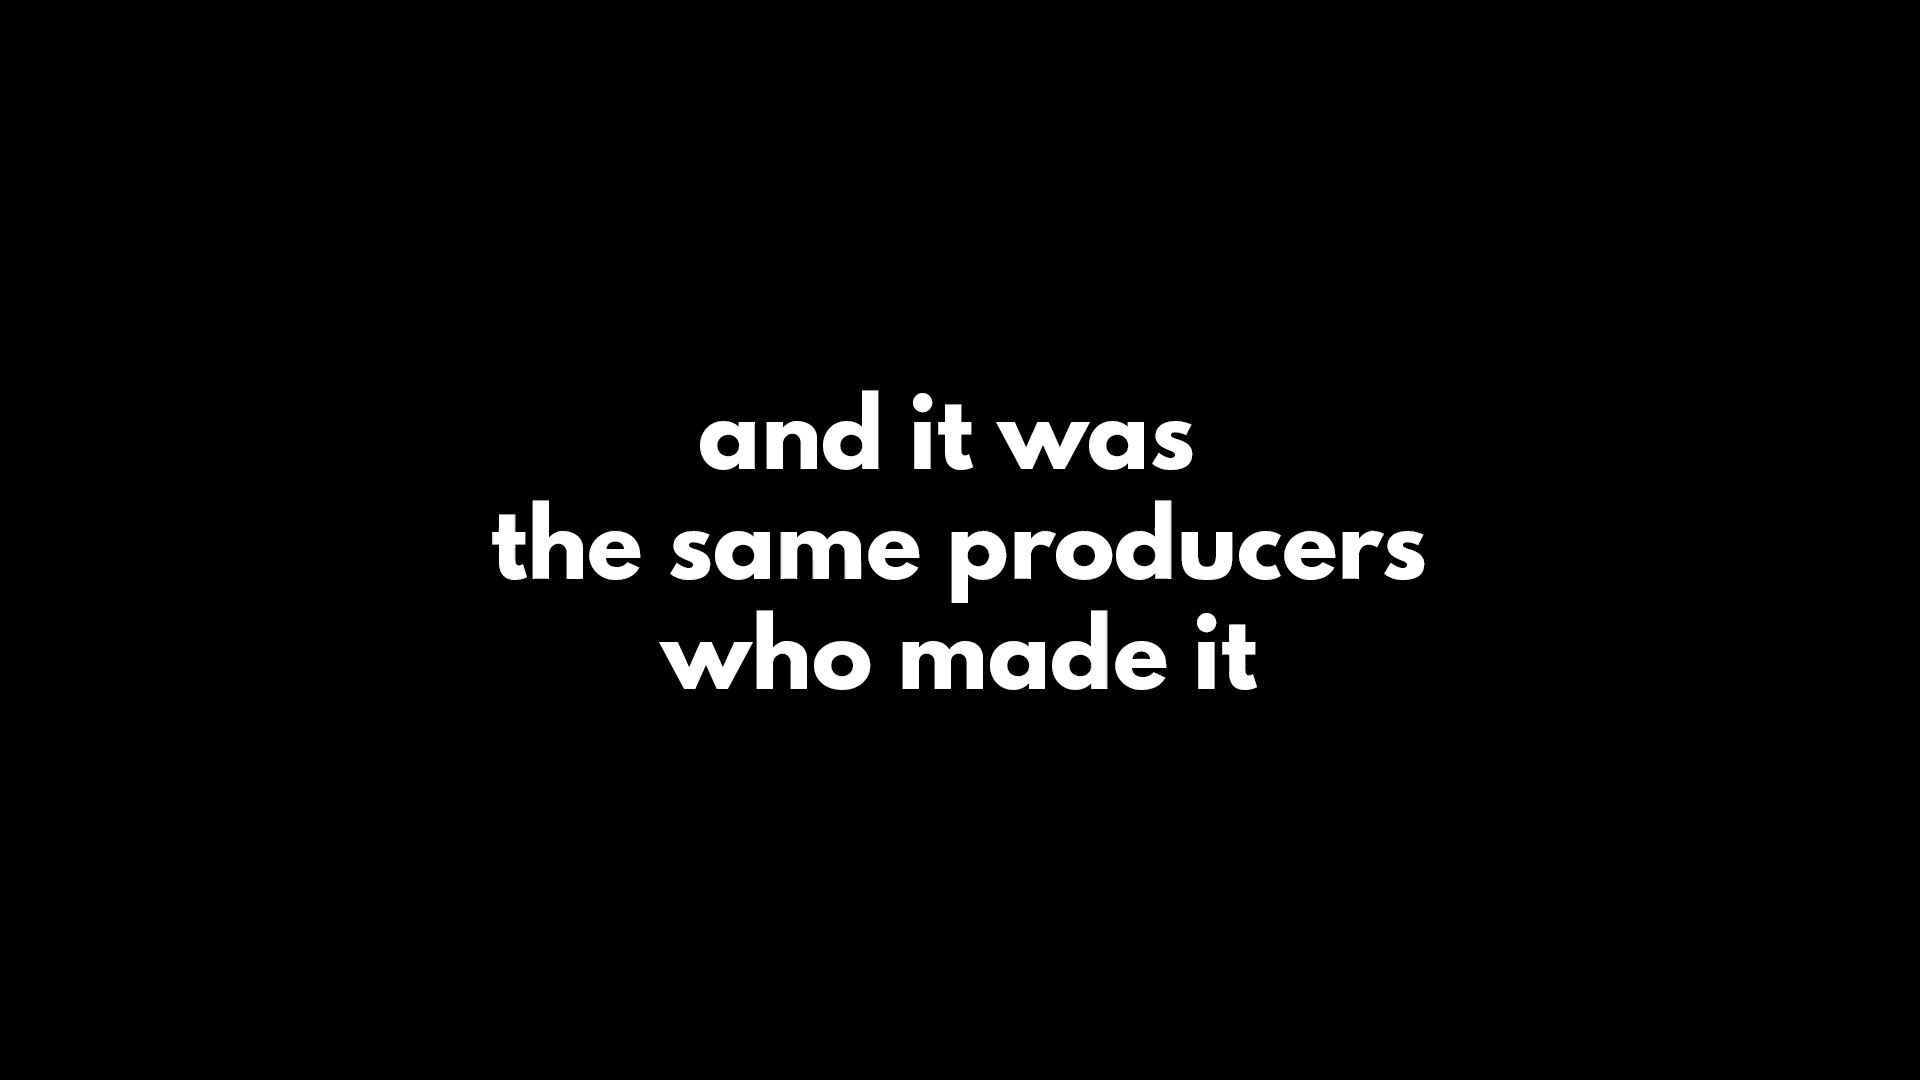 and it was
the same producers
who made it